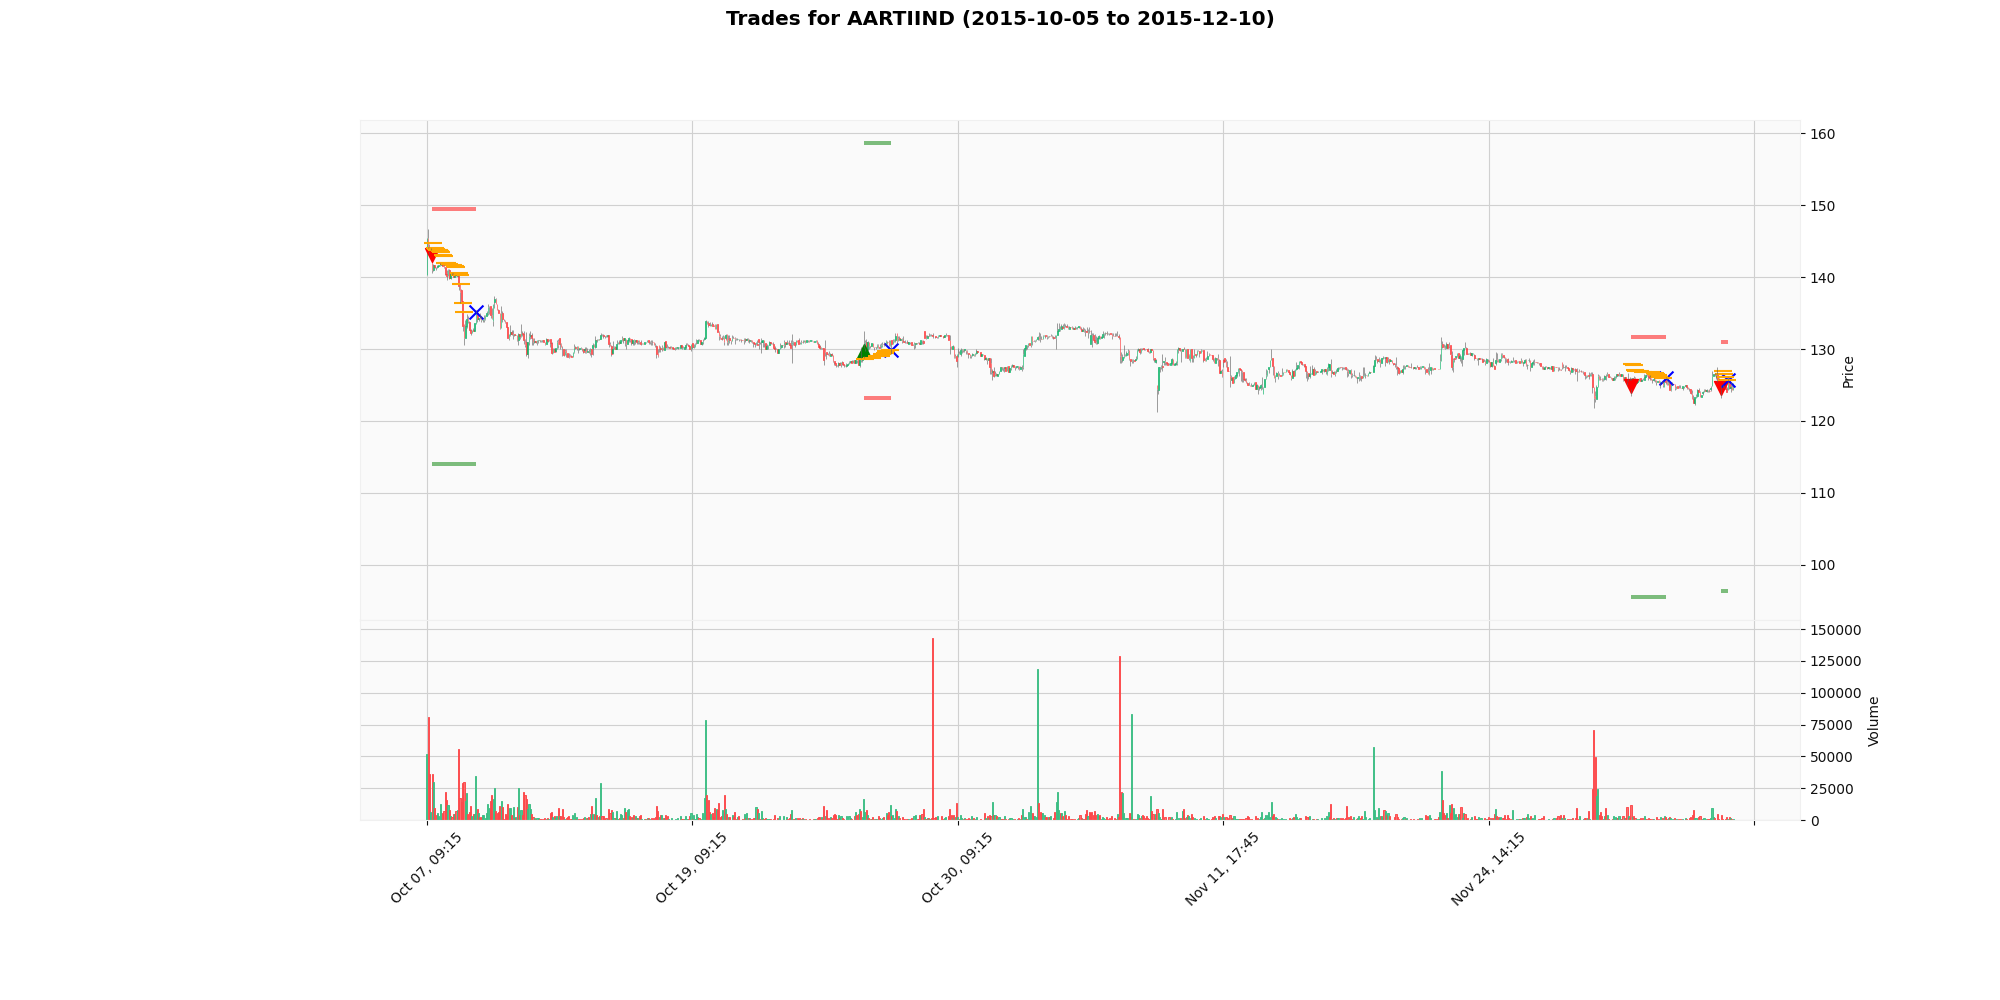 Trades for AARTIIND (2015-10-05 to 2015-12-10)
160
150
140
130
120
110
100
Price
150000
125000
100000
75000
50000
25000
0
Volume
Oct 07, 09:15
Oct 19, 09:15
Oct 30, 09:15
Nov 11, 17:45
Nov 24, 14:15